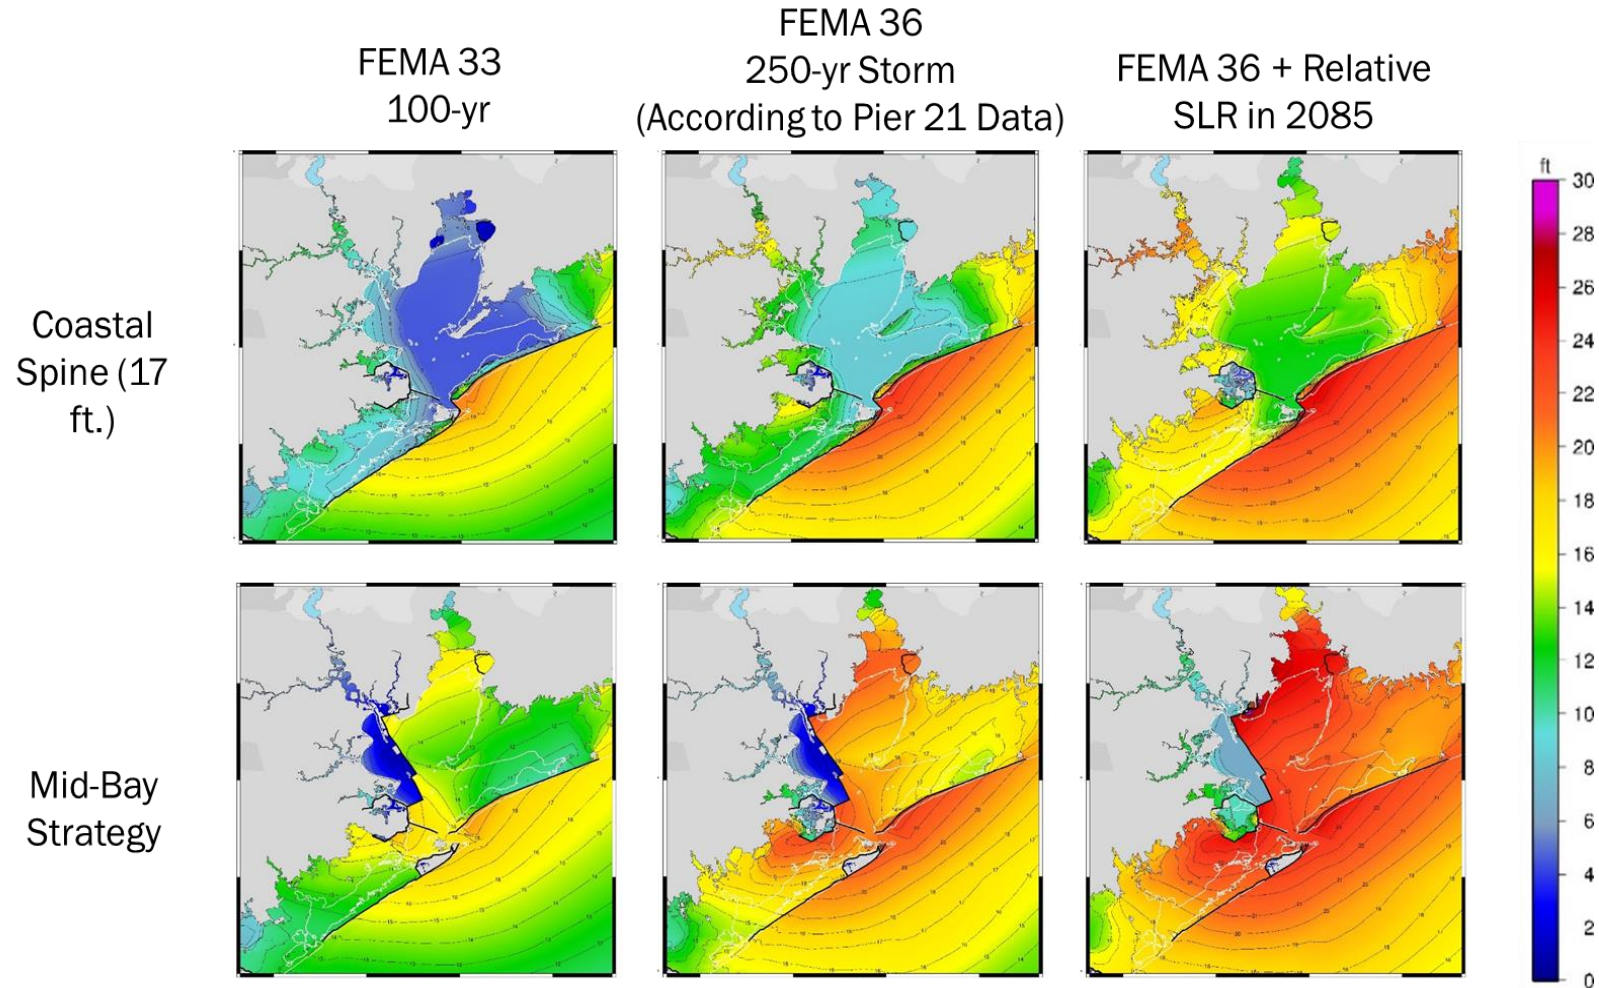 FEMA 33
100-yr
FEMA 36
250-yr Storm
(According to Pier 21 Data)
FEMA 36 + Relative
SLR in 2085
Coastal
Spine (17
ft.)
Mid-Bay
Strategy
ft
30
28
26
24
22
20
18
16
14
12
10
8
6
4
2
0